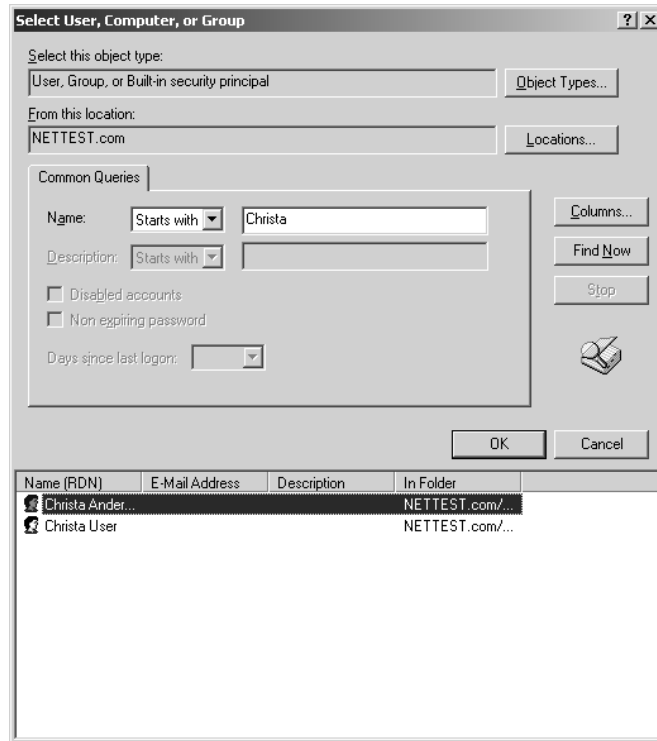 Select User, Computer, or Group
Select this object type:
User, Group, or Built-in security principal
Object Types...
From this location:
NETTEST.com
Locations...
Common Queries
Name:
Starts with
Christa
Columns...
Description:
Starts with
Find Now
Disabled accounts
Stop
Non expiring password
Days since last logon:
OK
Cancel
Name (RDN) E-Mail Address Description In Folder
Christa Ander... NETTEST.com/...
Christa User NETTEST.com/...